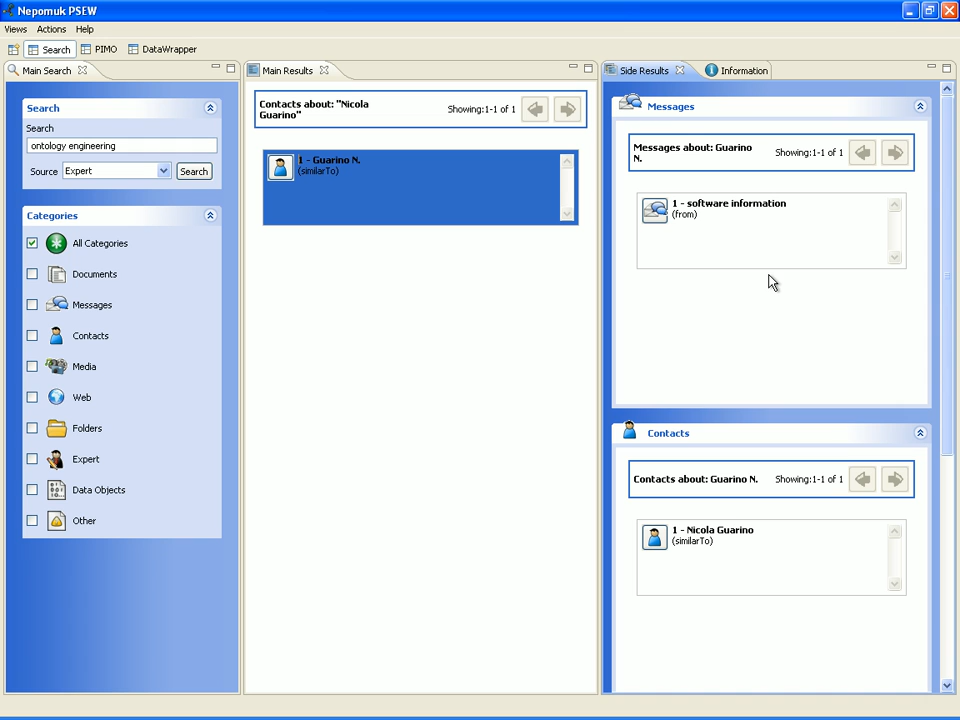 Nepomuk PSEW
Views Actions Help
Search PIMO DataWrapper
Main Search
Search
Search
ontology engineering
Source Expert Search
Categories
All Categories
Documents
Messages
Contacts
Media
Web
Folders
Expert
Data Objects
Other
Main Results
Contacts about: "Nicola
Guarino"
Showing:1-1 of 1
1 - Guarino N.
(similarTo)
Side Results Information
Messages
Messages about: Guarino
N.
Showing:1-1 of 1
1 - software information
(from)
Contacts
Contacts about: Guarino N. Showing:1-1 of 1
1 - Nicola Guarino
(similarTo)